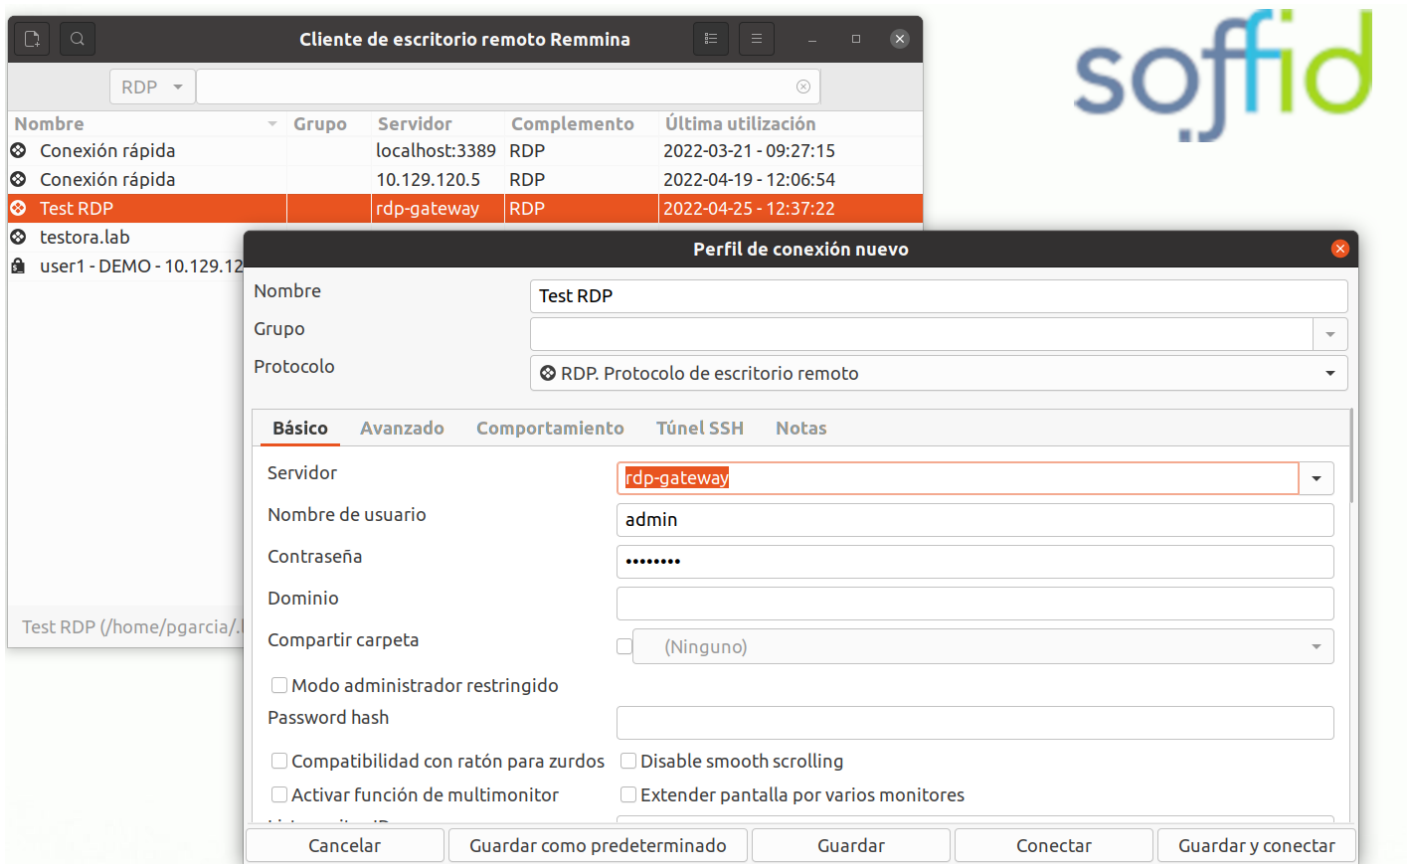 Cliente de escritorio remoto Remmina
soffid
RDP
Nombre Grupo Servidor Complemento Última utilización
Conexión rápida localhost:3389 RDP 2022-03-21 - 09:27:15
Conexión rápida 10.129.120.5 RDP 2022-04-19 - 12:06:54
Test RDP rdp-gateway RDP 2022-04-25 - 12:37:22
testora.lab
user1 - DEMO - 10.129.12
Test RDP (/home/pgarcia/.
Perfil de conexión nuevo
Nombre Test RDP
Grupo
Protocolo RDP. Protocolo de escritorio remoto
Básico Avanzado Comportamiento Túnel SSH Notas
Servidor rdp-gateway
Nombre de usuario admin
Contraseña ••••••••
Dominio
Compartir carpeta (Ninguno)
Modo administrador restringido
Password hash
Compatibilidad con ratón para zurdos Disable smooth scrolling
Activar función de multimonitor Extender pantalla por varios monitores
Cancelar Guardar como predeterminado Guardar Conectar Guardar y conectar